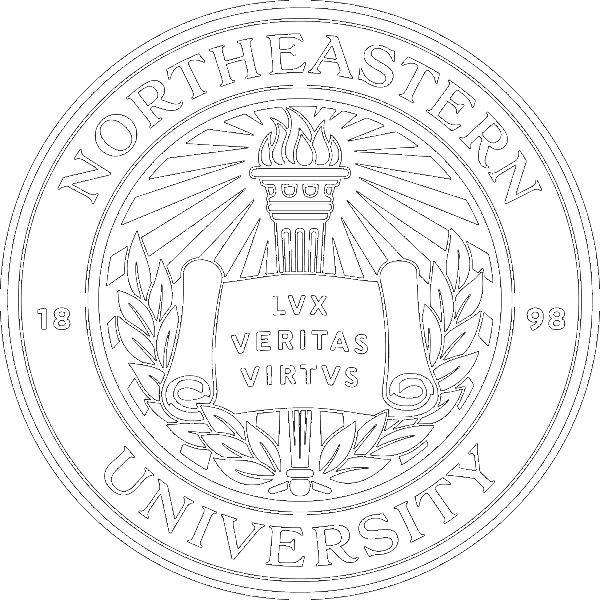 NORTHEASTERN
18 98
LVX
VERITAS
VIRTVS
UNIVERSITY